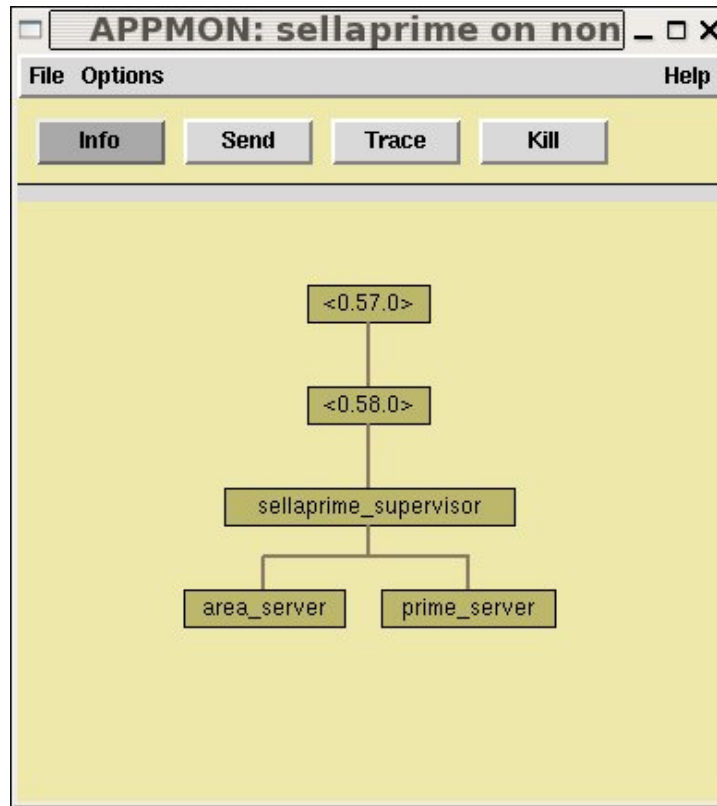 APPMON: sellaprime on non
File Options Help
Info Send Trace Kill
<0.57.0>
<0.58.0>
sellaprime_supervisor
area_server prime_server